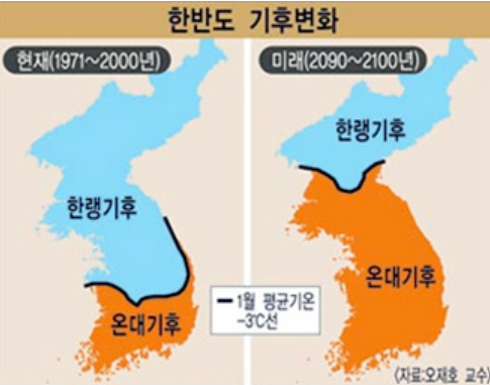 한반도 기후변화
현재(1971～2000년)
미래(2090～2100년)
한랭기후
한랭기후
온대기후
온대기후
1월 평균기온
-3℃선
〈자료:오재호 교수〉